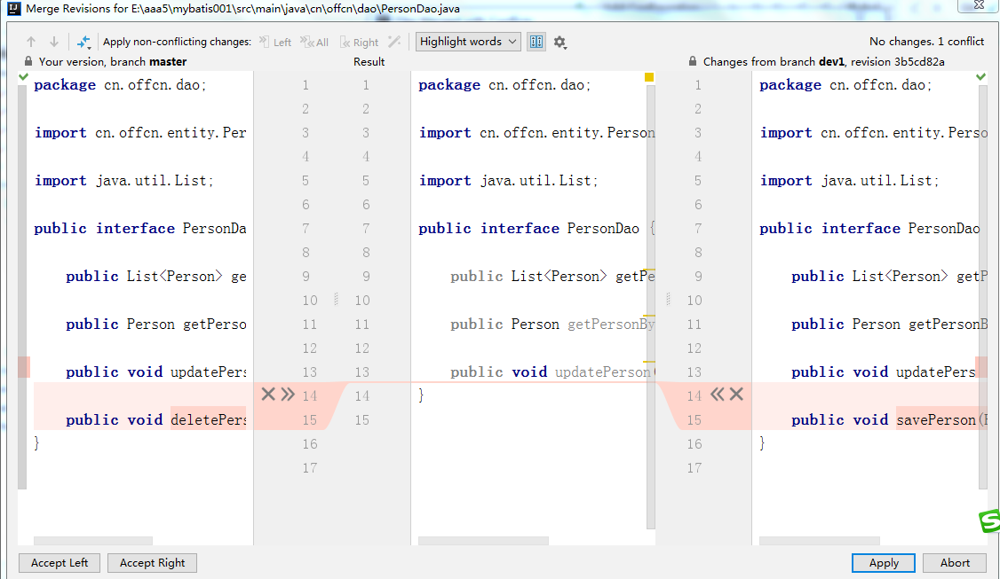 Merge Revisions for E:\aaa5\mybatis001\src\main\java\cn\offcn\dao\PersonDao.java
Apply non-conflicting changes: Left All Right Highlight words No changes. 1 conflict
Your version, branch master Result Changes from branch dev1, revision 3b5cd82a
package cn.offcn.dao; 1 1 package cn.offcn.dao; 1 package cn.offcn.dao;
2 2 2
import cn.offcn.entity.Per 3 3 import cn.offcn.entity.Person 3 import cn.offcn.entity.Perso
4 4 4
import java.util.List; 5 5 import java.util.List; 5 import java.util.List;
6 6 6
public interface PersonDa 7 7 public interface PersonDao { 7 public interface PersonDao
8 8 8
public List<Person> ge 9 9 public List<Person> getPe 9 public List<Person> getP
10 10 10
public Person getPerso 11 11 public Person getPersonBy 11 public Person getPersonB
12 12 12
public void updatePers 13 13 public void updatePerson( 13 public void updatePers
14 14 } 14
public void deletePers 15 15 15 public void savePerson(
} 16 16 }
17 17
Accept Left Accept Right Apply Abort